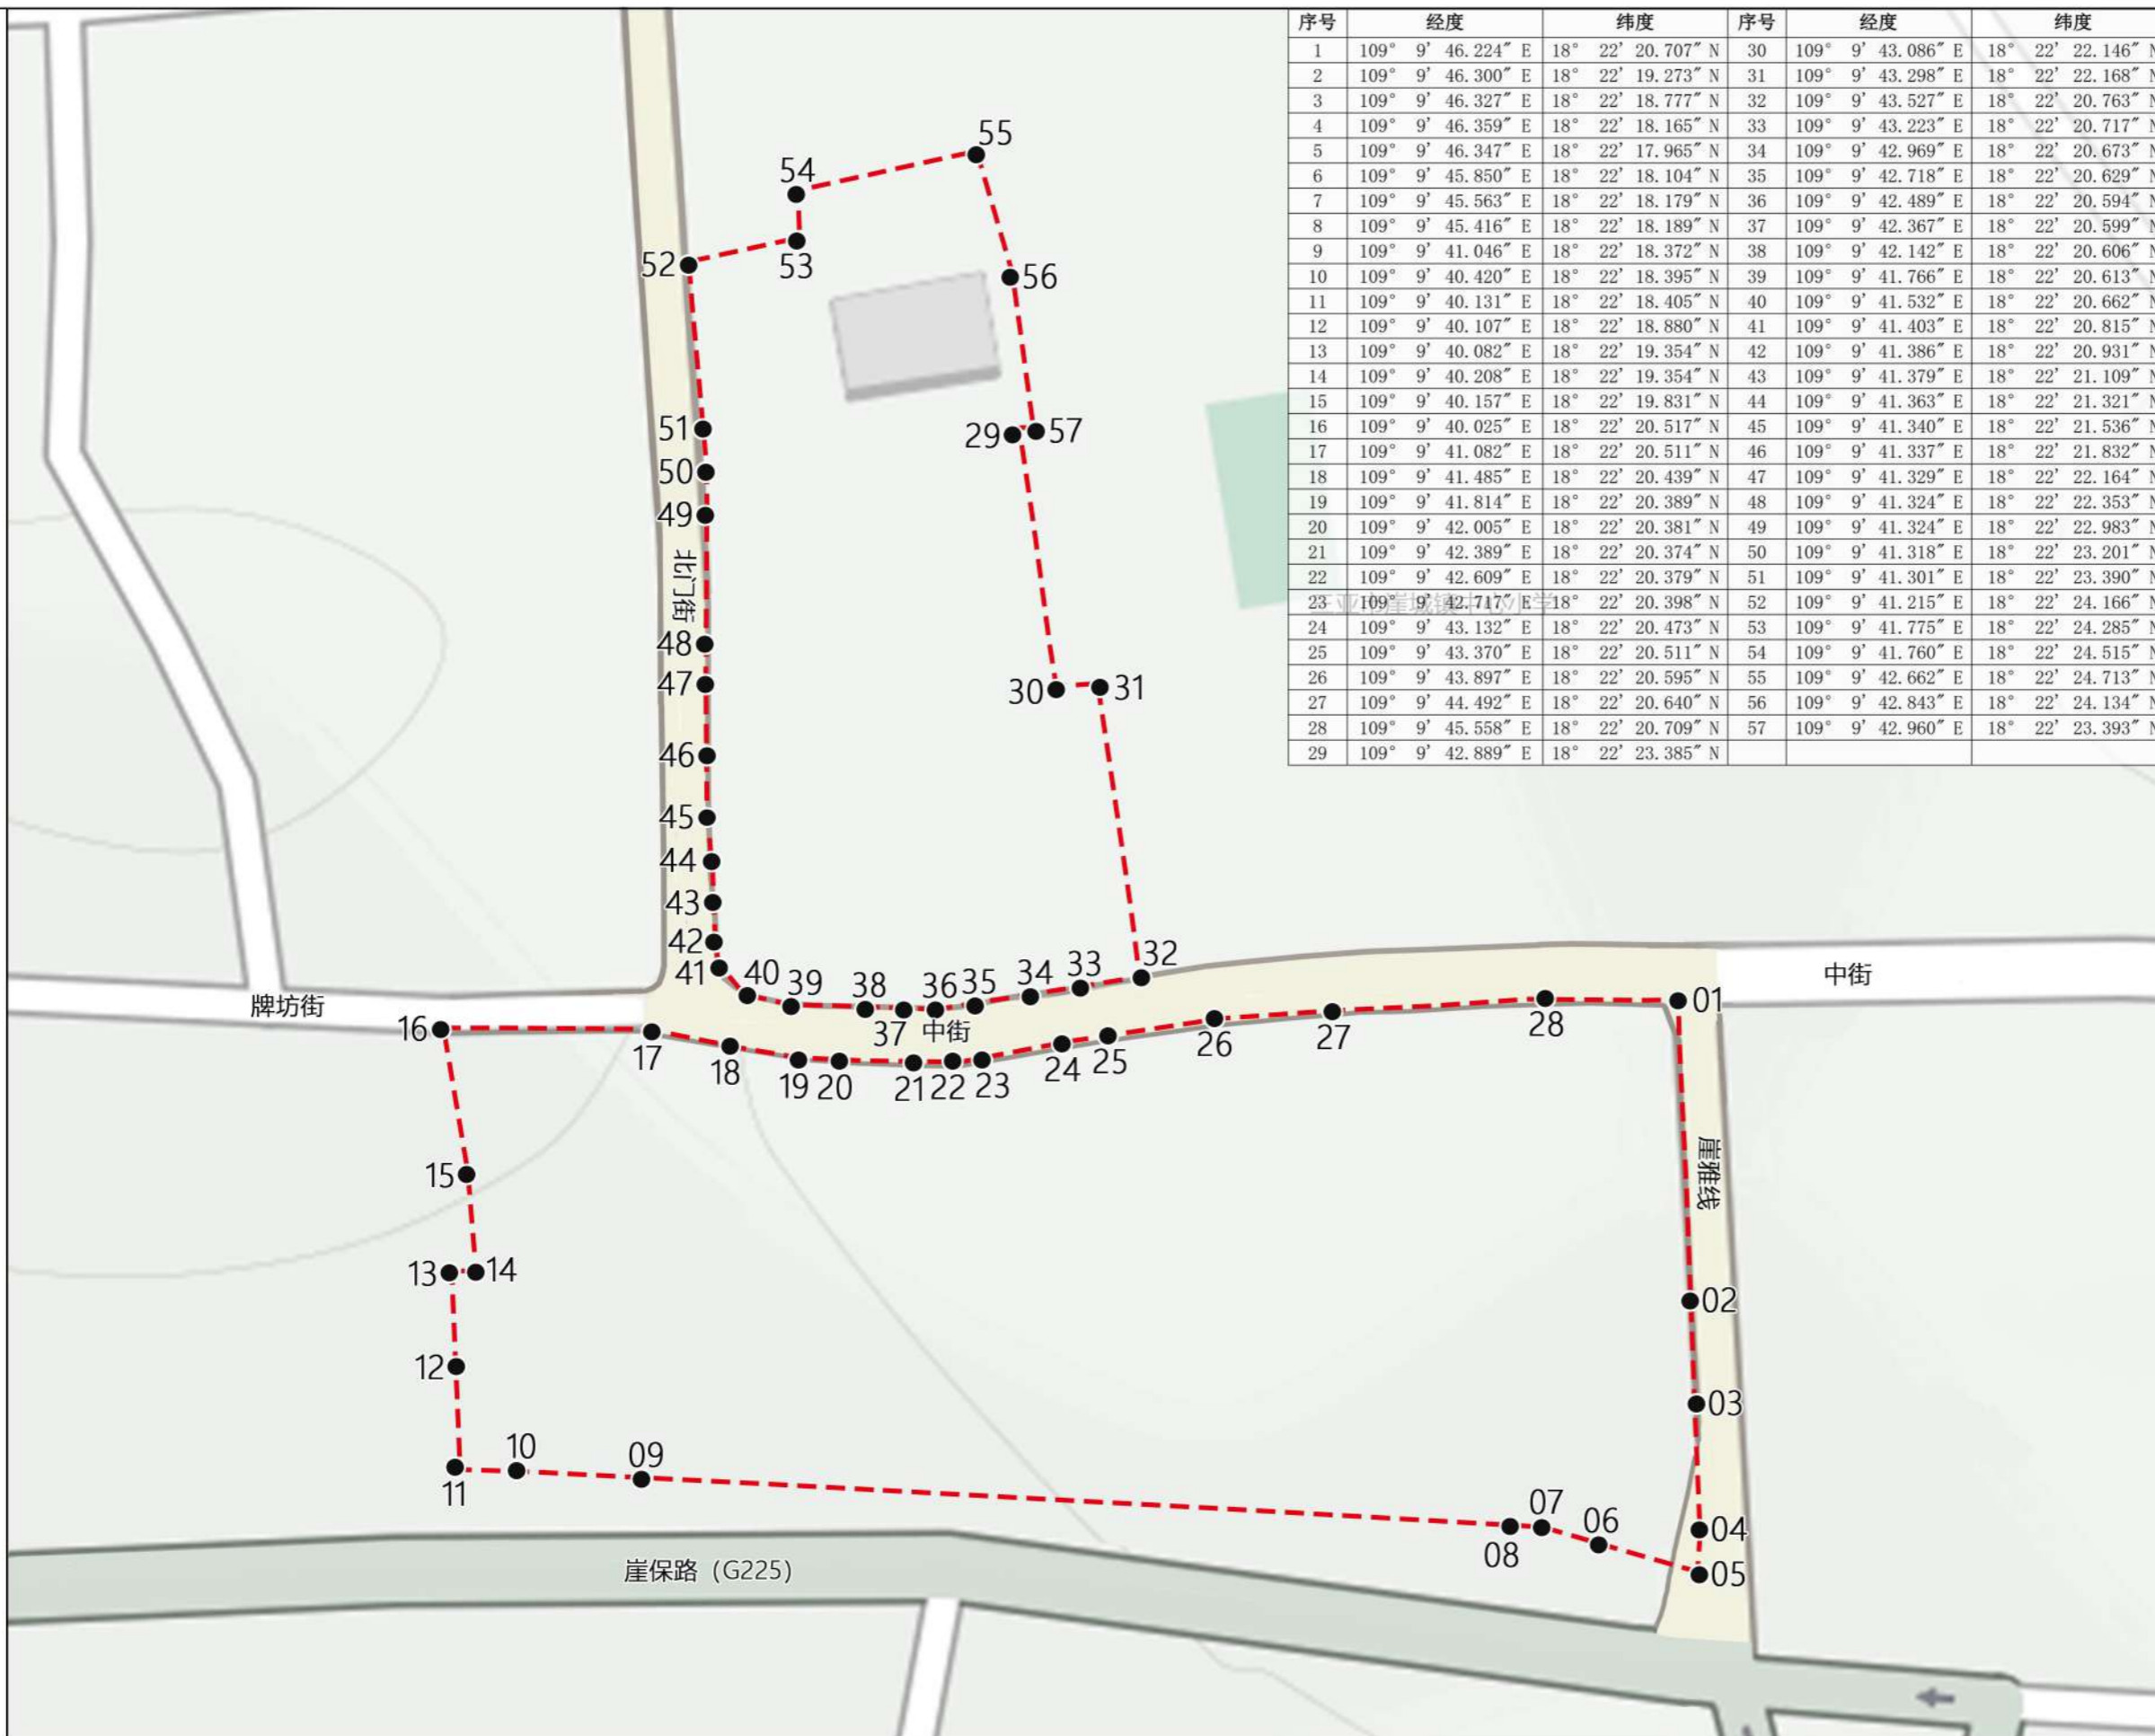 序号 经度 纬度 序号 经度 纬度
1 109° 9′ 46.224″ E 18° 22′ 20.707″ N 30 109° 9′ 43.086″ E 18° 22′ 22.146″ N
2 109° 9′ 46.300″ E 18° 22′ 19.273″ N 31 109° 9′ 43.298″ E 18° 22′ 22.168″ N
3 109° 9′ 46.327″ E 18° 22′ 18.777″ N 32 109° 9′ 43.527″ E 18° 22′ 20.763″ N
4 109° 9′ 46.359″ E 18° 22′ 18.165″ N 33 109° 9′ 43.223″ E 18° 22′ 20.717″ N
5 109° 9′ 46.347″ E 18° 22′ 17.965″ N 34 109° 9′ 42.969″ E 18° 22′ 20.673″ N
6 109° 9′ 45.850″ E 18° 22′ 18.104″ N 35 109° 9′ 42.718″ E 18° 22′ 20.629″ N
7 109° 9′ 45.563″ E 18° 22′ 18.179″ N 36 109° 9′ 42.489″ E 18° 22′ 20.594″ N
8 109° 9′ 45.416″ E 18° 22′ 18.189″ N 37 109° 9′ 42.367″ E 18° 22′ 20.599″ N
9 109° 9′ 41.046″ E 18° 22′ 18.372″ N 38 109° 9′ 42.142″ E 18° 22′ 20.606″ N
10 109° 9′ 40.420″ E 18° 22′ 18.395″ N 39 109° 9′ 41.766″ E 18° 22′ 20.613″ N
11 109° 9′ 40.131″ E 18° 22′ 18.405″ N 40 109° 9′ 41.532″ E 18° 22′ 20.662″ N
12 109° 9′ 40.107″ E 18° 22′ 18.880″ N 41 109° 9′ 41.403″ E 18° 22′ 20.815″ N
13 109° 9′ 40.082″ E 18° 22′ 19.354″ N 42 109° 9′ 41.386″ E 18° 22′ 20.931″ N
14 109° 9′ 40.208″ E 18° 22′ 19.354″ N 43 109° 9′ 41.379″ E 18° 22′ 21.109″ N
15 109° 9′ 40.157″ E 18° 22′ 19.831″ N 44 109° 9′ 41.363″ E 18° 22′ 21.321″ N
16 109° 9′ 40.025″ E 18° 22′ 20.517″ N 45 109° 9′ 41.340″ E 18° 22′ 21.536″ N
17 109° 9′ 41.082″ E 18° 22′ 20.511″ N 46 109° 9′ 41.337″ E 18° 22′ 21.832″ N
18 109° 9′ 41.485″ E 18° 22′ 20.439″ N 47 109° 9′ 41.329″ E 18° 22′ 22.164″ N
19 109° 9′ 41.814″ E 18° 22′ 20.389″ N 48 109° 9′ 41.324″ E 18° 22′ 22.353″ N
20 109° 9′ 42.005″ E 18° 22′ 20.381″ N 49 109° 9′ 41.324″ E 18° 22′ 22.983″ N
21 109° 9′ 42.389″ E 18° 22′ 20.374″ N 50 109° 9′ 41.318″ E 18° 22′ 23.201″ N
22 109° 9′ 42.609″ E 18° 22′ 20.379″ N 51 109° 9′ 41.301″ E 18° 22′ 23.390″ N
23 109° 9′ 42.717″ E 18° 22′ 20.398″ N 52 109° 9′ 41.215″ E 18° 22′ 24.166″ N
三亚市崖城镇中心小学
24 109° 9′ 43.132″ E 18° 22′ 20.473″ N 53 109° 9′ 41.775″ E 18° 22′ 24.285″ N
25 109° 9′ 43.370″ E 18° 22′ 20.511″ N 54 109° 9′ 41.760″ E 18° 22′ 24.515″ N
26 109° 9′ 43.897″ E 18° 22′ 20.595″ N 55 109° 9′ 42.662″ E 18° 22′ 24.713″ N
27 109° 9′ 44.492″ E 18° 22′ 20.640″ N 56 109° 9′ 42.843″ E 18° 22′ 24.134″ N
28 109° 9′ 45.558″ E 18° 22′ 20.709″ N 57 109° 9′ 42.960″ E 18° 22′ 23.393″ N
29 109° 9′ 42.889″ E 18° 22′ 23.385″ N
55
54
52
53
56
51
29 57
50
49
北门街
48
47
30 31
46
45
44
43
42
41 40 39 38 36 35 34 33 32
37
中街
中街
牌坊街
16
17 18 19 20 21 22 23 24 25 26 27 28 01
15
崖雅线
13 14
02
12
03
11 10 09
08 07 06 04
05
崖保路 (G225)